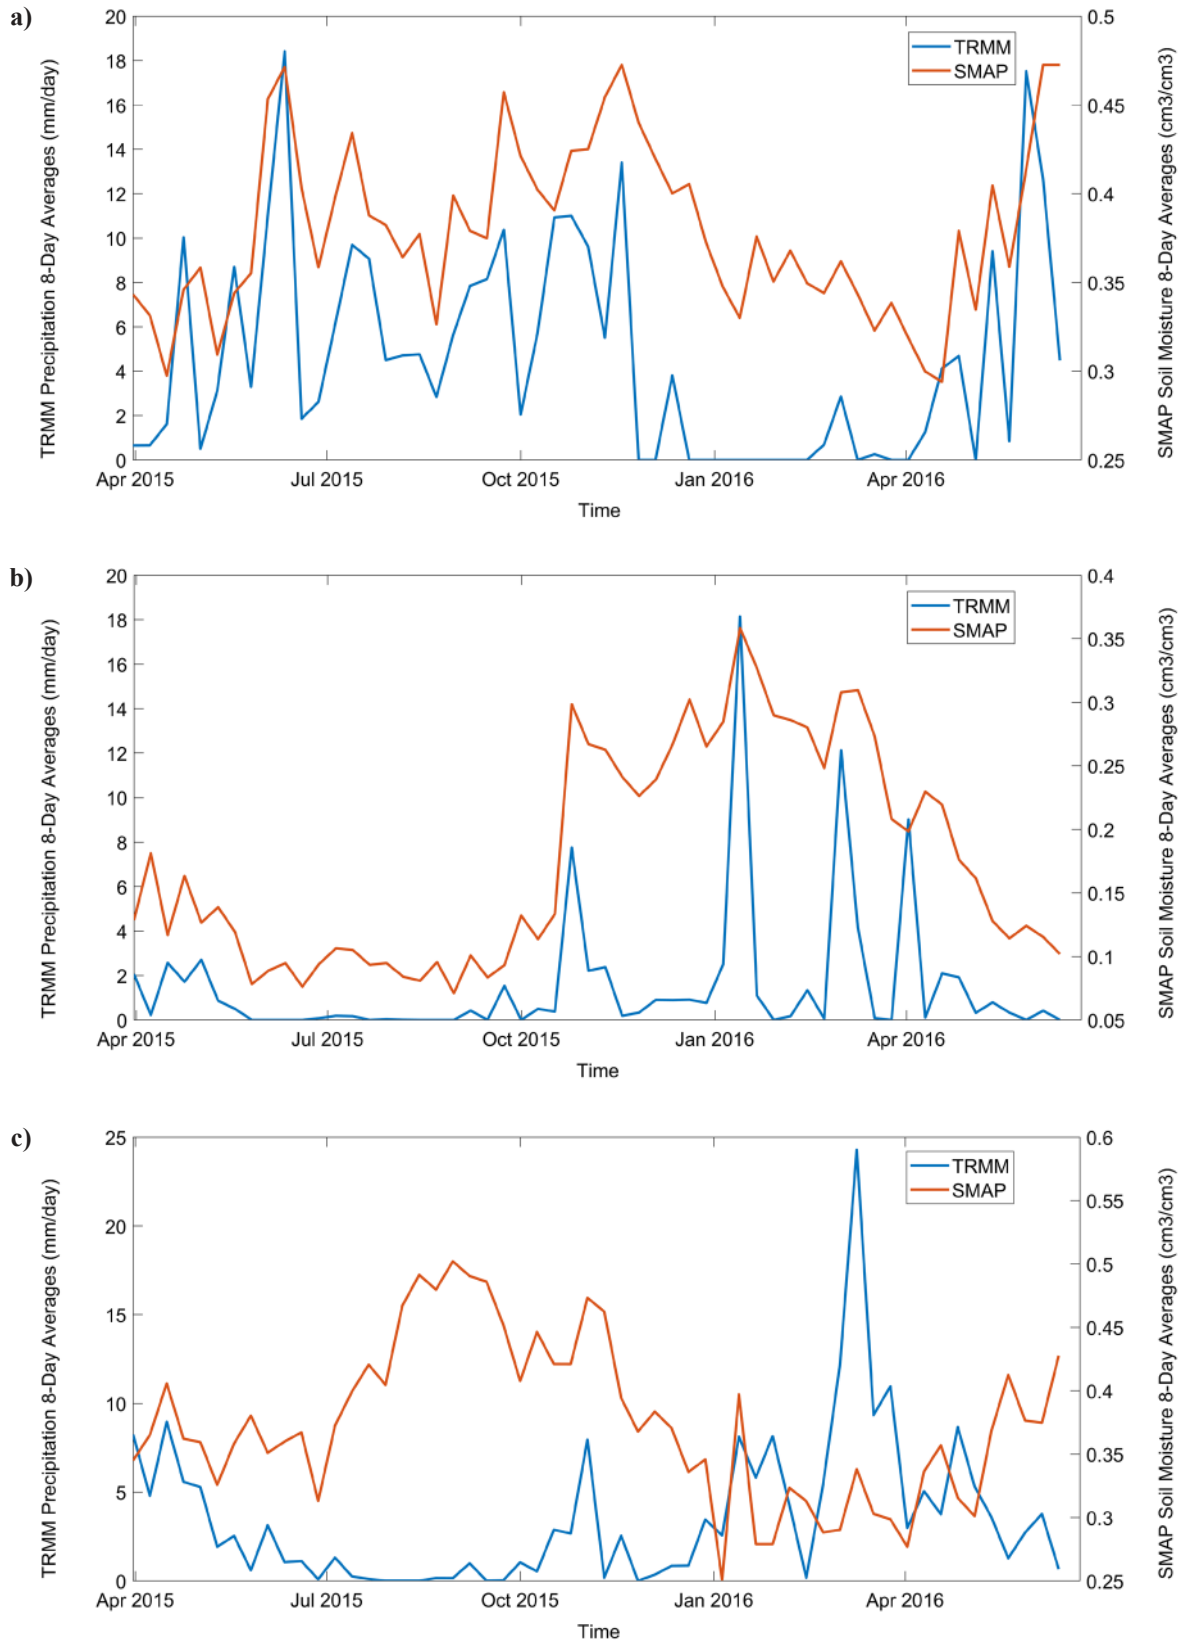 a)
TRMM Precipitation 8-Day Averages (mm/day)
20
18
16
14
12
10
8
6
4
2
0
TRMM
SMAP
0.5
0.45
0.4
0.35
0.3
0.25
SMAP Soil Moisture 8-Day Averages (cm3/cm3)
Apr 2015 Jul 2015 Oct 2015 Jan 2016 Apr 2016
Time
b)
TRMM Precipitation 8-Day Averages (mm/day)
20
18
16
14
12
10
8
6
4
2
0
TRMM
SMAP
0.4
0.35
0.3
0.25
0.2
0.15
0.1
0.05
SMAP Soil Moisture 8-Day Averages (cm3/cm3)
Apr 2015 Jul 2015 Oct 2015 Jan 2016 Apr 2016
Time
c)
TRMM Precipitation 8-Day Averages (mm/day)
25
20
15
10
5
0
TRMM
SMAP
0.6
0.55
0.5
0.45
0.4
0.35
0.3
0.25
SMAP Soil Moisture 8-Day Averages (cm3/cm3)
Apr 2015 Jul 2015 Oct 2015 Jan 2016 Apr 2016
Time